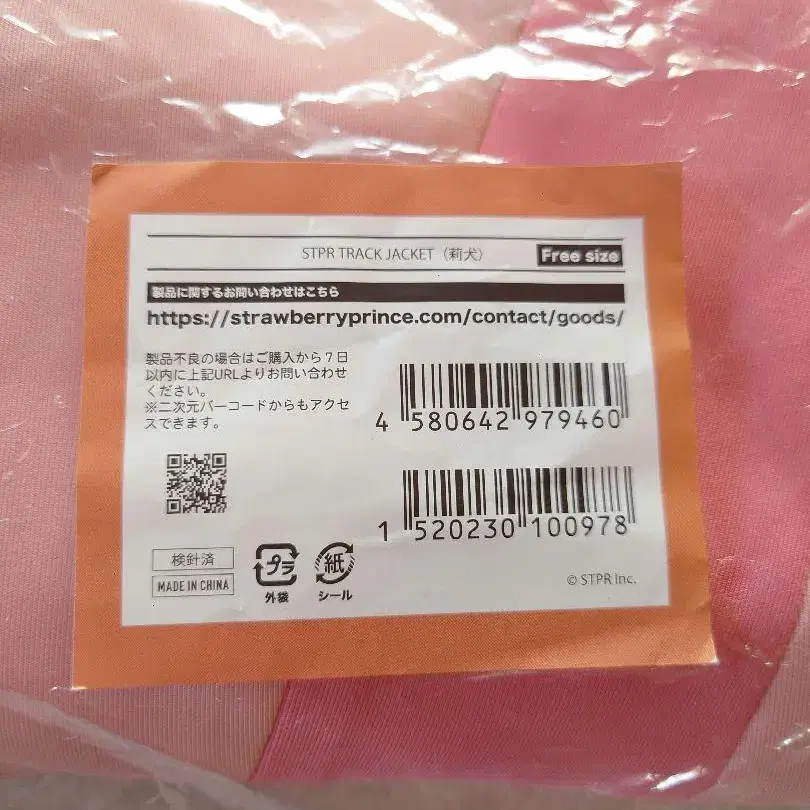 STPR TRACK JACKET（莉犬）
Free size
製品に関するお問い合わせはこちら
https://strawberryprince.com/contact/goods/
製品不良の場合はご購入から７日
以内に上記URLよりお問い合わせ
ください。
※二次元バーコードからもアクセ
スできます。
4 580642 979460
1 520230 100978
検針済
MADE IN CHINA
プラ
外袋
紙
シール
© STPR Inc.